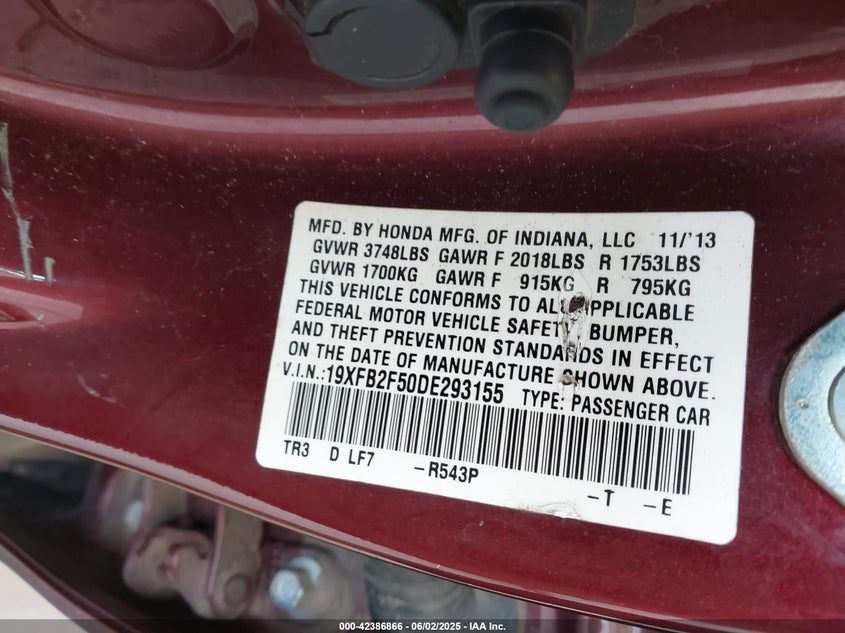 MFD. BY HONDA MFG. OF INDIANA, LLC 11/'13
GVWR 3748LBS GAWR F 2018LBS R 1753LBS
GVWR 1700KG GAWR F 915KG R 795KG
THIS VEHICLE CONFORMS TO ALL APPLICABLE
FEDERAL MOTOR VEHICLE SAFETY, BUMPER,
AND THEFT PREVENTION STANDARDS IN EFFECT
ON THE DATE OF MANUFACTURE SHOWN ABOVE.
V.I.N.:19XFB2F50DE293155 TYPE: PASSENGER CAR
TR3 D LF7 -R543P -T -E
000-42386866 - 06/02/2025 - IAA Inc.